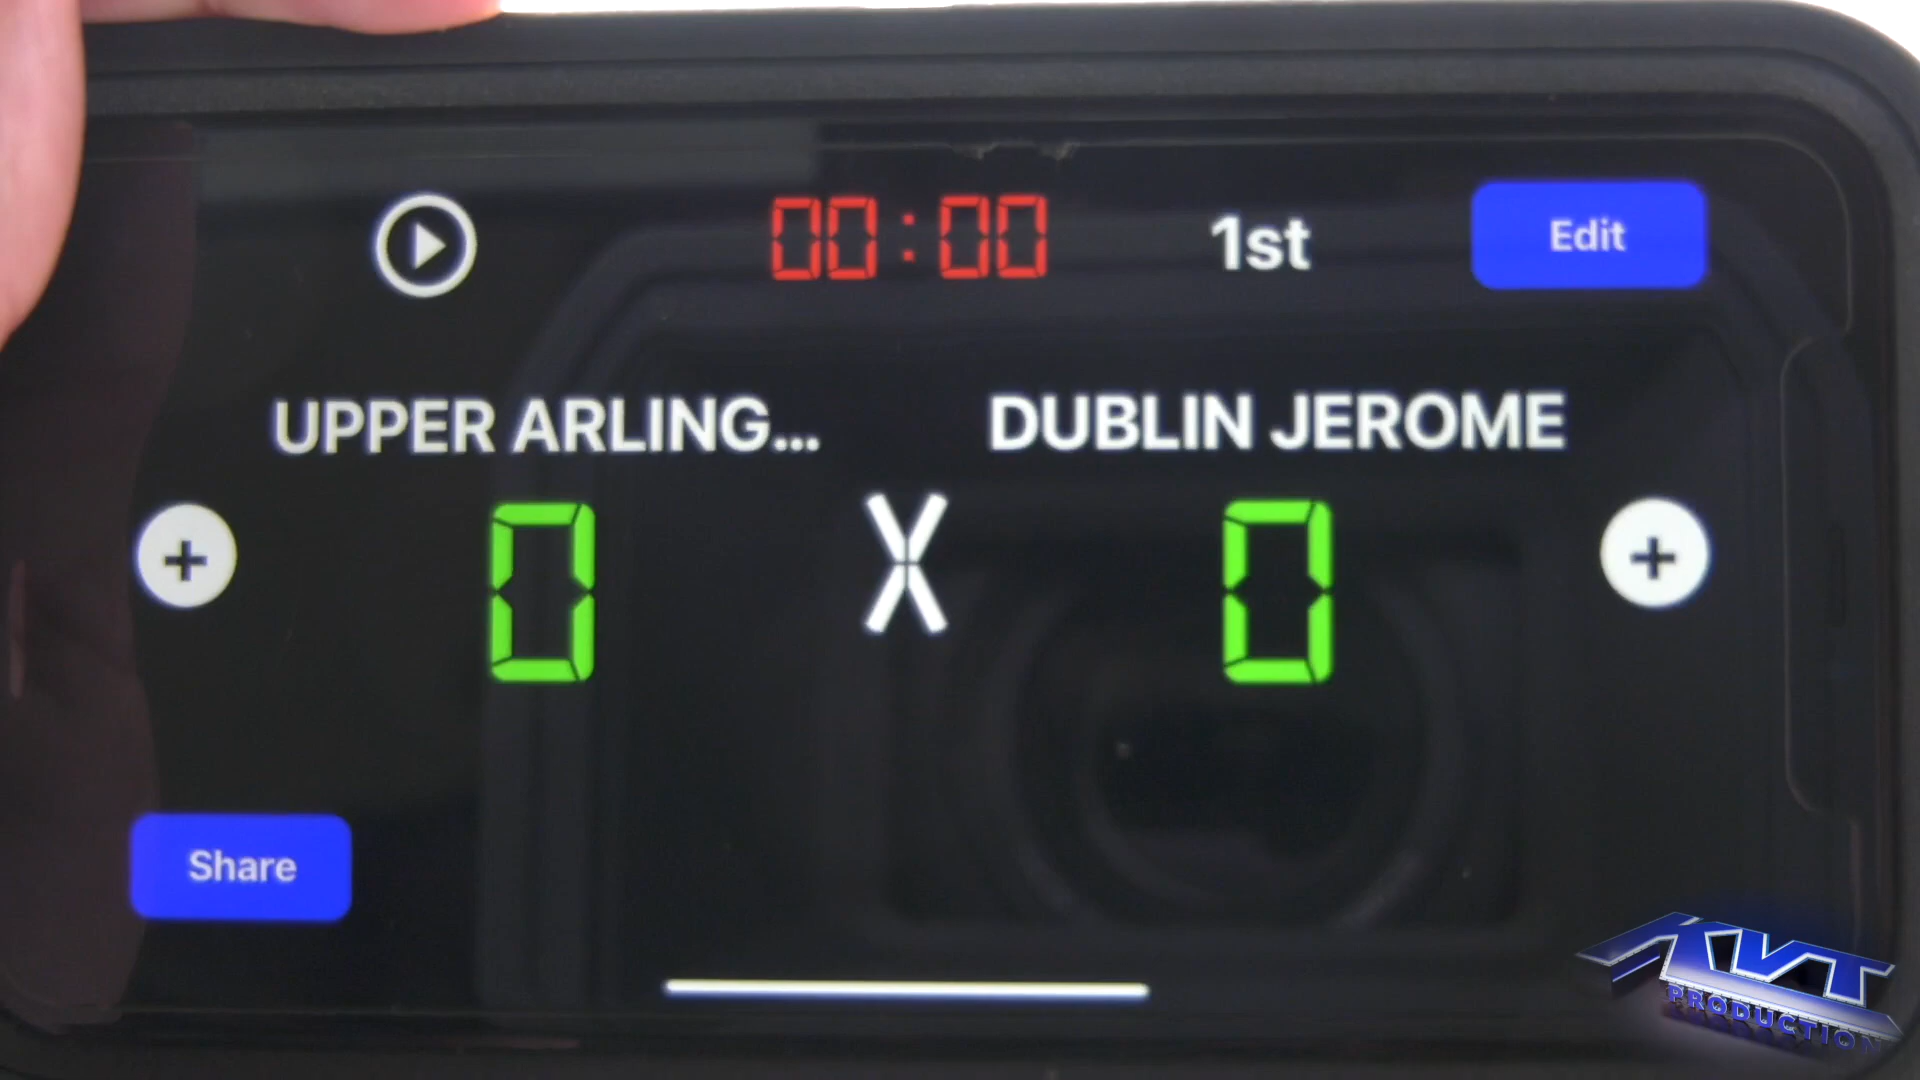 00:00 1st Edit
UPPER ARLING... DUBLIN JEROME
+ 0 X 0 +
Share
KVT
PRODUCTION